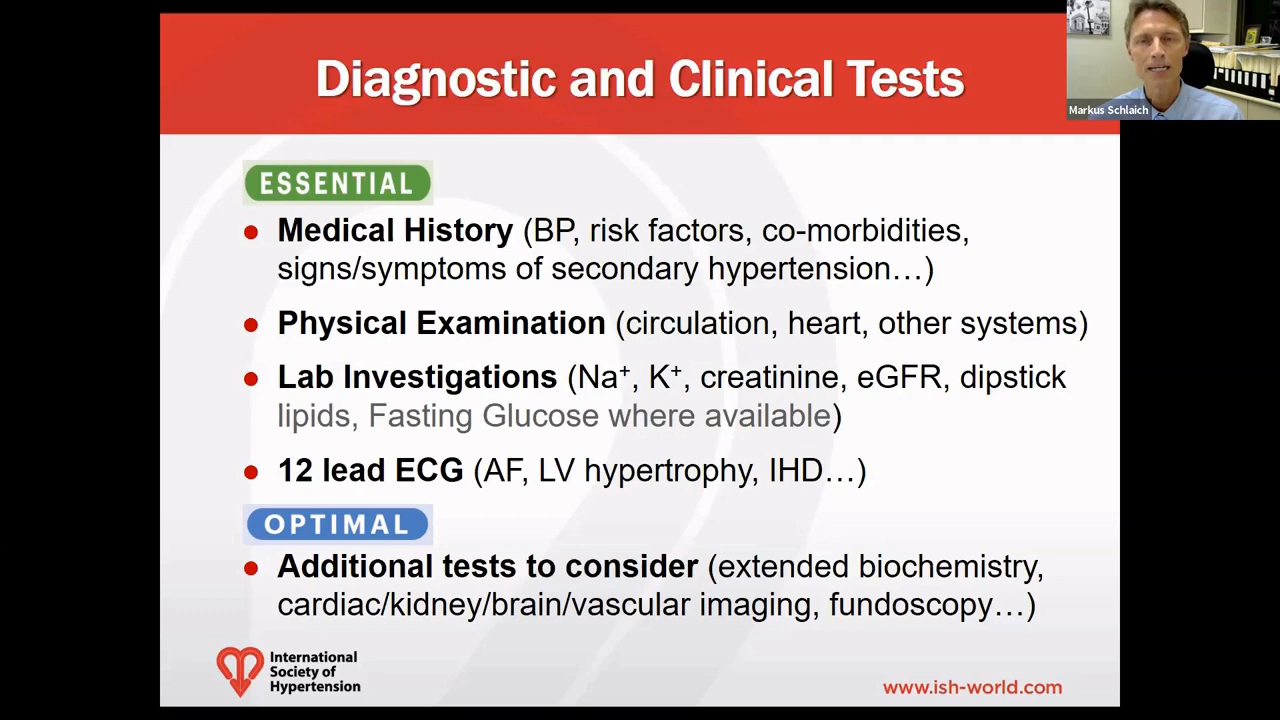 Diagnostic and Clinical Tests
Markus Schlaich
ESSENTIAL
● Medical History (BP, risk factors, co-morbidities,
signs/symptoms of secondary hypertension…)
● Physical Examination (circulation, heart, other systems)
● Lab Investigations (Na⁺, K⁺, creatinine, eGFR, dipstick
lipids, Fasting Glucose where available)
● 12 lead ECG (AF, LV hypertrophy, IHD…)
OPTIMAL
● Additional tests to consider (extended biochemistry,
cardiac/kidney/brain/vascular imaging, fundoscopy…)
International
Society of
Hypertension
www.ish-world.com